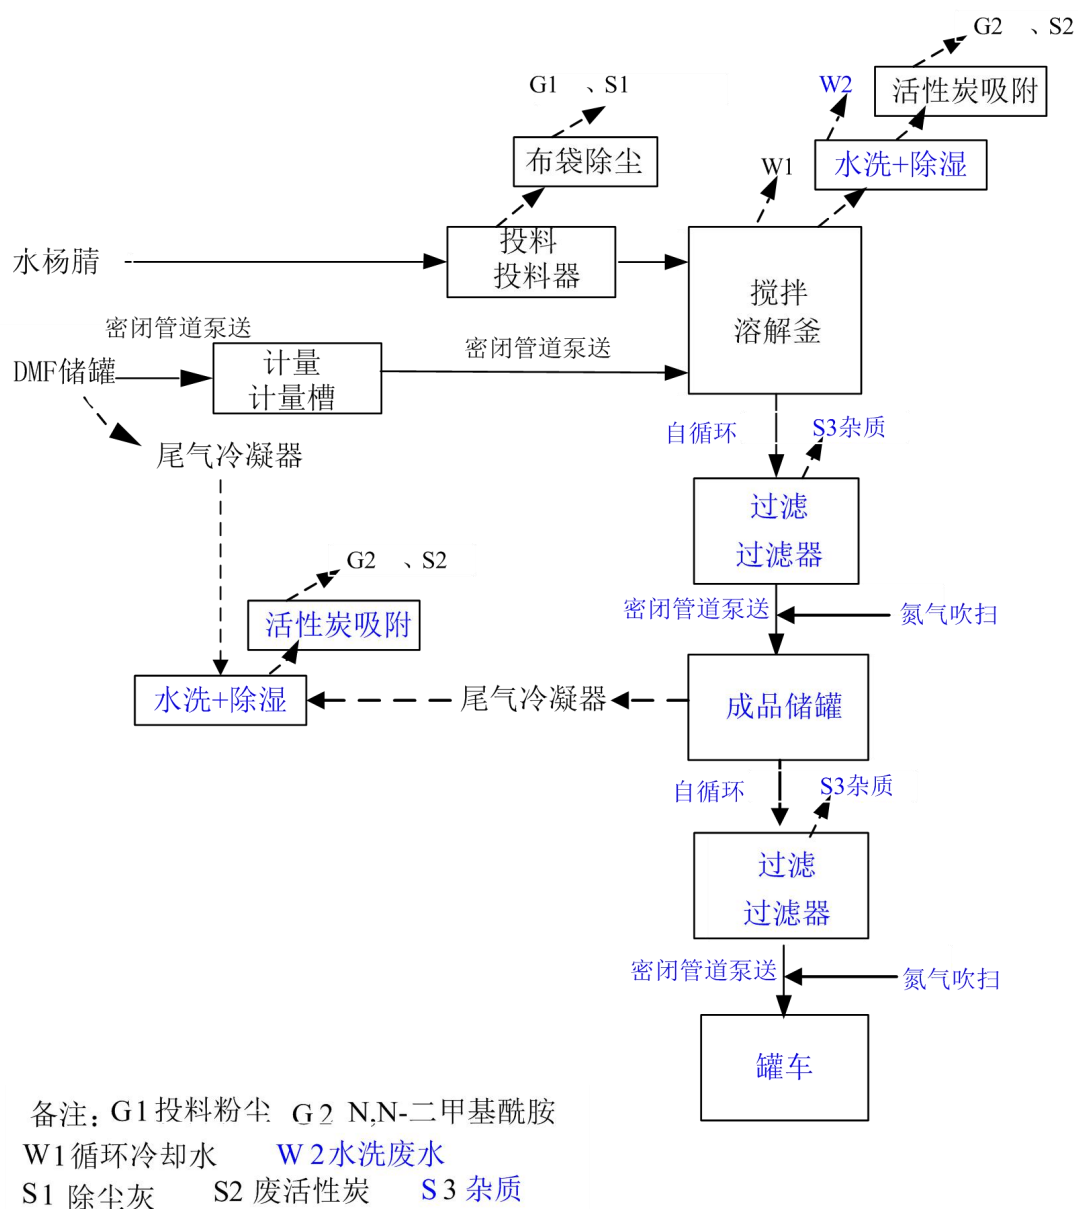 G2 、S2
G1 、S1
W2
活性炭吸附
布袋除尘
W1
水洗+除湿
投料
投料器
水杨腈
搅拌
溶解釜
密闭管道泵送
密闭管道泵送
DMF储罐
计量
计量槽
自循环
S3杂质
尾气冷凝器
过滤
过滤器
G2 、S2
密闭管道泵送
氮气吹扫
活性炭吸附
水洗+除湿
尾气冷凝器
成品储罐
自循环
S3杂质
过滤
过滤器
密闭管道泵送
氮气吹扫
罐车
备注：G1投料粉尘 G2 N,N-二甲基酰胺
W1循环冷却水 W2水洗废水
S1 除尘灰 S2 废活性炭 S3 杂质